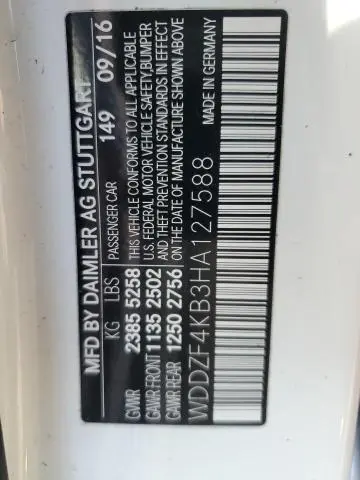 MFD BY DAIMLER AG STUTTGART
KG LBS PASSENGER CAR 149 09/16
GVWR 2385 5258 THIS VEHICLE CONFORMS TO ALL APPLICABLE
GAWR FRONT 1135 2502 U.S. FEDERAL MOTOR VEHICLE SAFETY, BUMPER
GAWR REAR 1250 2756 AND THEFT PREVENTION STANDARDS IN EFFECT
ON THE DATE OF MANUFACTURE SHOWN ABOVE
WDDZF4KB3HA127588 MADE IN GERMANY